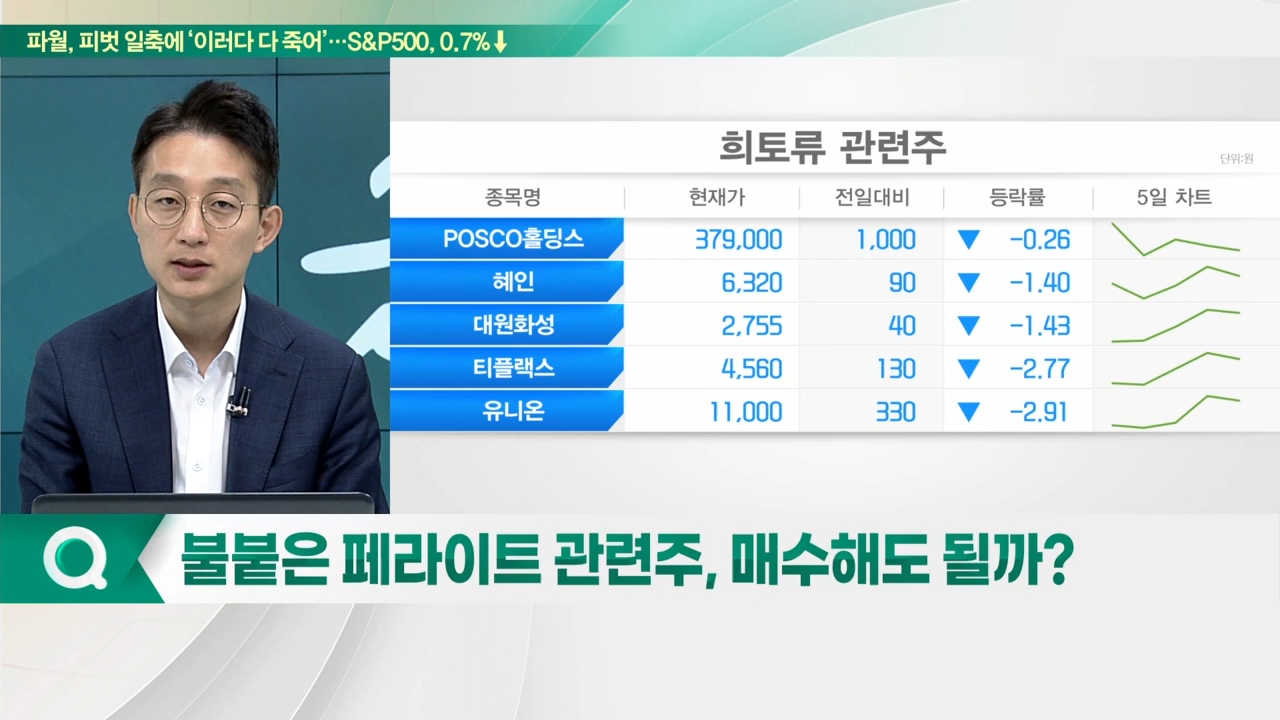 파월, 피벗 일축에 ‘이러다 다 죽어’…S&P500, 0.7%↓
희토류 관련주
단위:원
종목명 현재가 전일대비 등락률 5일 차트
POSCO홀딩스 379,000 1,000 ▼ -0.26
혜인 6,320 90 ▼ -1.40
대원화성 2,755 40 ▼ -1.43
티플랙스 4,560 130 ▼ -2.77
유니온 11,000 330 ▼ -2.91
불붙은 페라이트 관련주, 매수해도 될까?